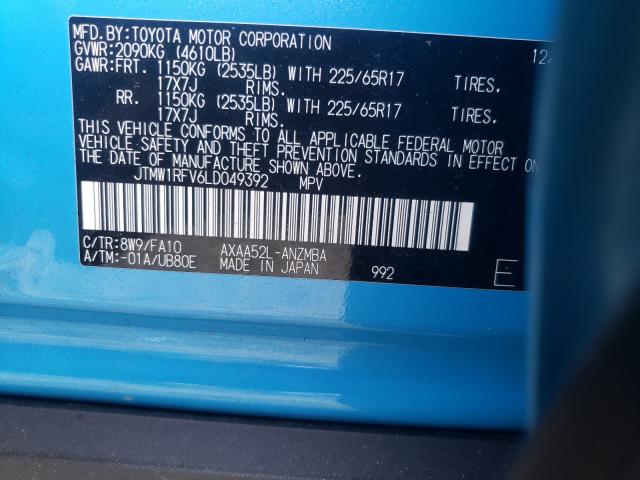 MFD.BY:TOYOTA MOTOR CORPORATION 12
GVWR:2090KG (4610LB)
GAWR:FRT. 1150KG (2535LB) WITH 225/65R17 TIRES.
17X7J RIMS.
RR. 1150KG (2535LB) WITH 225/65R17 TIRES.
17X7J RIMS.
THIS VEHICLE CONFORMS TO ALL APPLICABLE FEDERAL MOTOR
VEHICLE SAFETY AND THEFT PREVENTION STANDARDS IN EFFECT ON
THE DATE OF MANUFACTURE SHOWN ABOVE.
JTMW1RFV6LD049392 MPV
C/TR:8W9/FA10 AXAA52L-ANZMBA
A/TM:-01A/UB80E MADE IN JAPAN 992 E